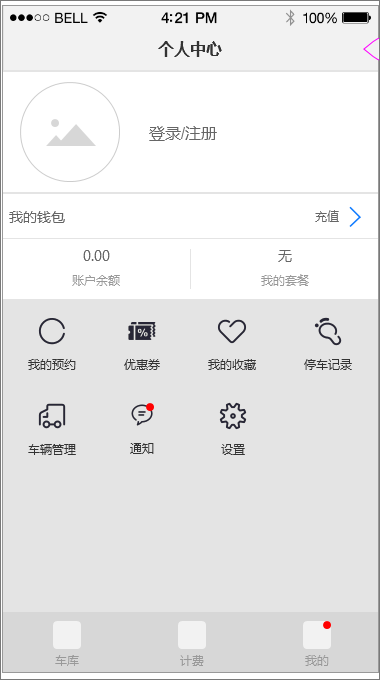 BELL 4:21 PM 100%
个人中心
登录/注册
我的钱包 充值
0.00 无
账户余额 我的套餐
%
我的预约 优惠券 我的收藏 停车记录
车辆管理 通知 设置
车库 计费 我的